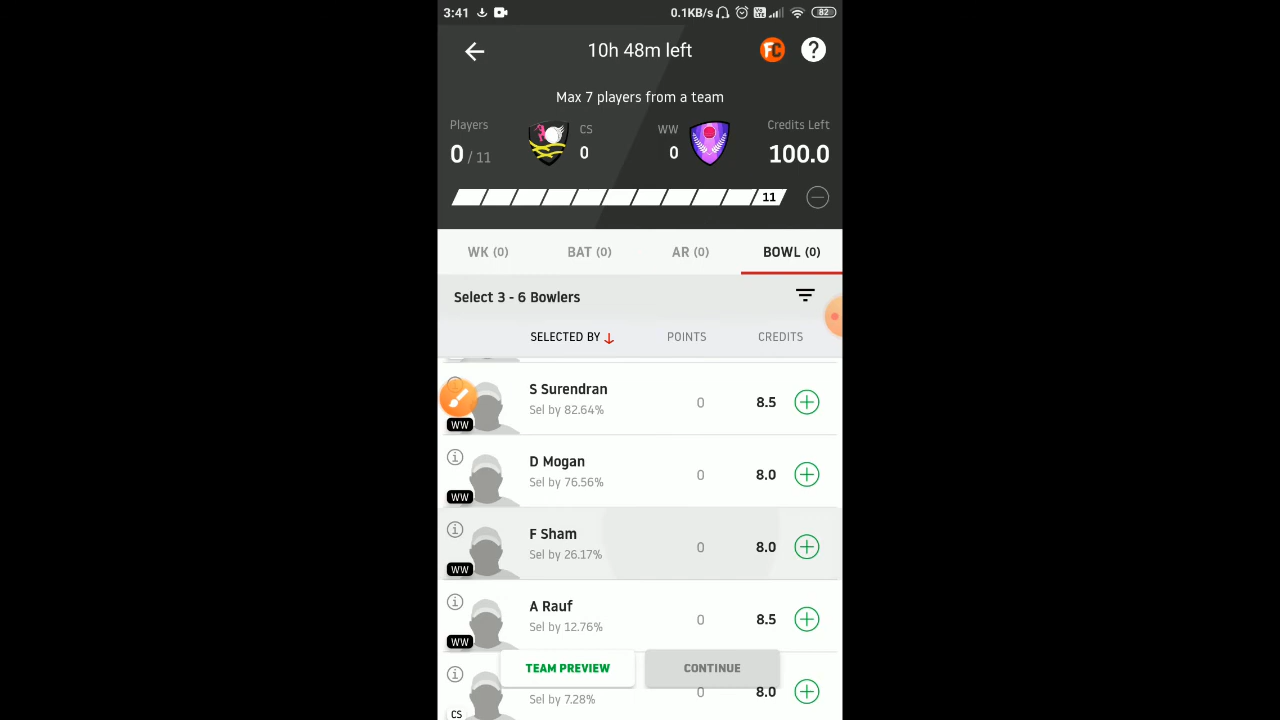 3:41 0.1KB/s Vo LTE 82
10h 48m left FC ?
Max 7 players from a team
Players CS WW Credits Left
0 / 11 0 0 100.0
11
WK (0) BAT (0) AR (0) BOWL (0)
Select 3 - 6 Bowlers
SELECTED BY ↓ POINTS CREDITS
S Surendran
Sel by 82.64% 0 8.5
WW
D Mogan
Sel by 76.56% 0 8.0
WW
F Sham
Sel by 26.17% 0 8.0
WW
A Rauf
Sel by 12.76% 0 8.5
WW
TEAM PREVIEW CONTINUE
Sel by 7.28% 0 8.0
CS